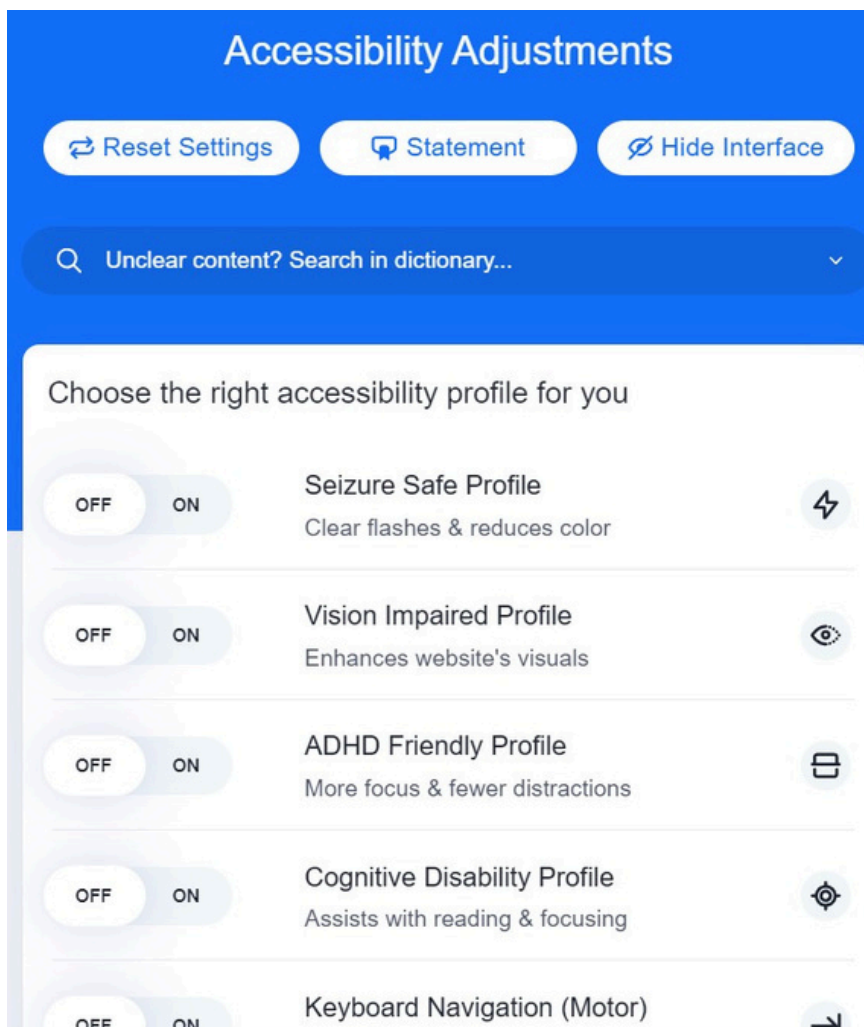 Accessibility Adjustments
Reset Settings
Statement
Hide Interface
Unclear content? Search in dictionary...
Choose the right accessibility profile for you
OFF ON
Seizure Safe Profile
Clear flashes & reduces color
OFF ON
Vision Impaired Profile
Enhances website's visuals
OFF ON
ADHD Friendly Profile
More focus & fewer distractions
OFF ON
Cognitive Disability Profile
Assists with reading & focusing
OFF ON
Keyboard Navigation (Motor)